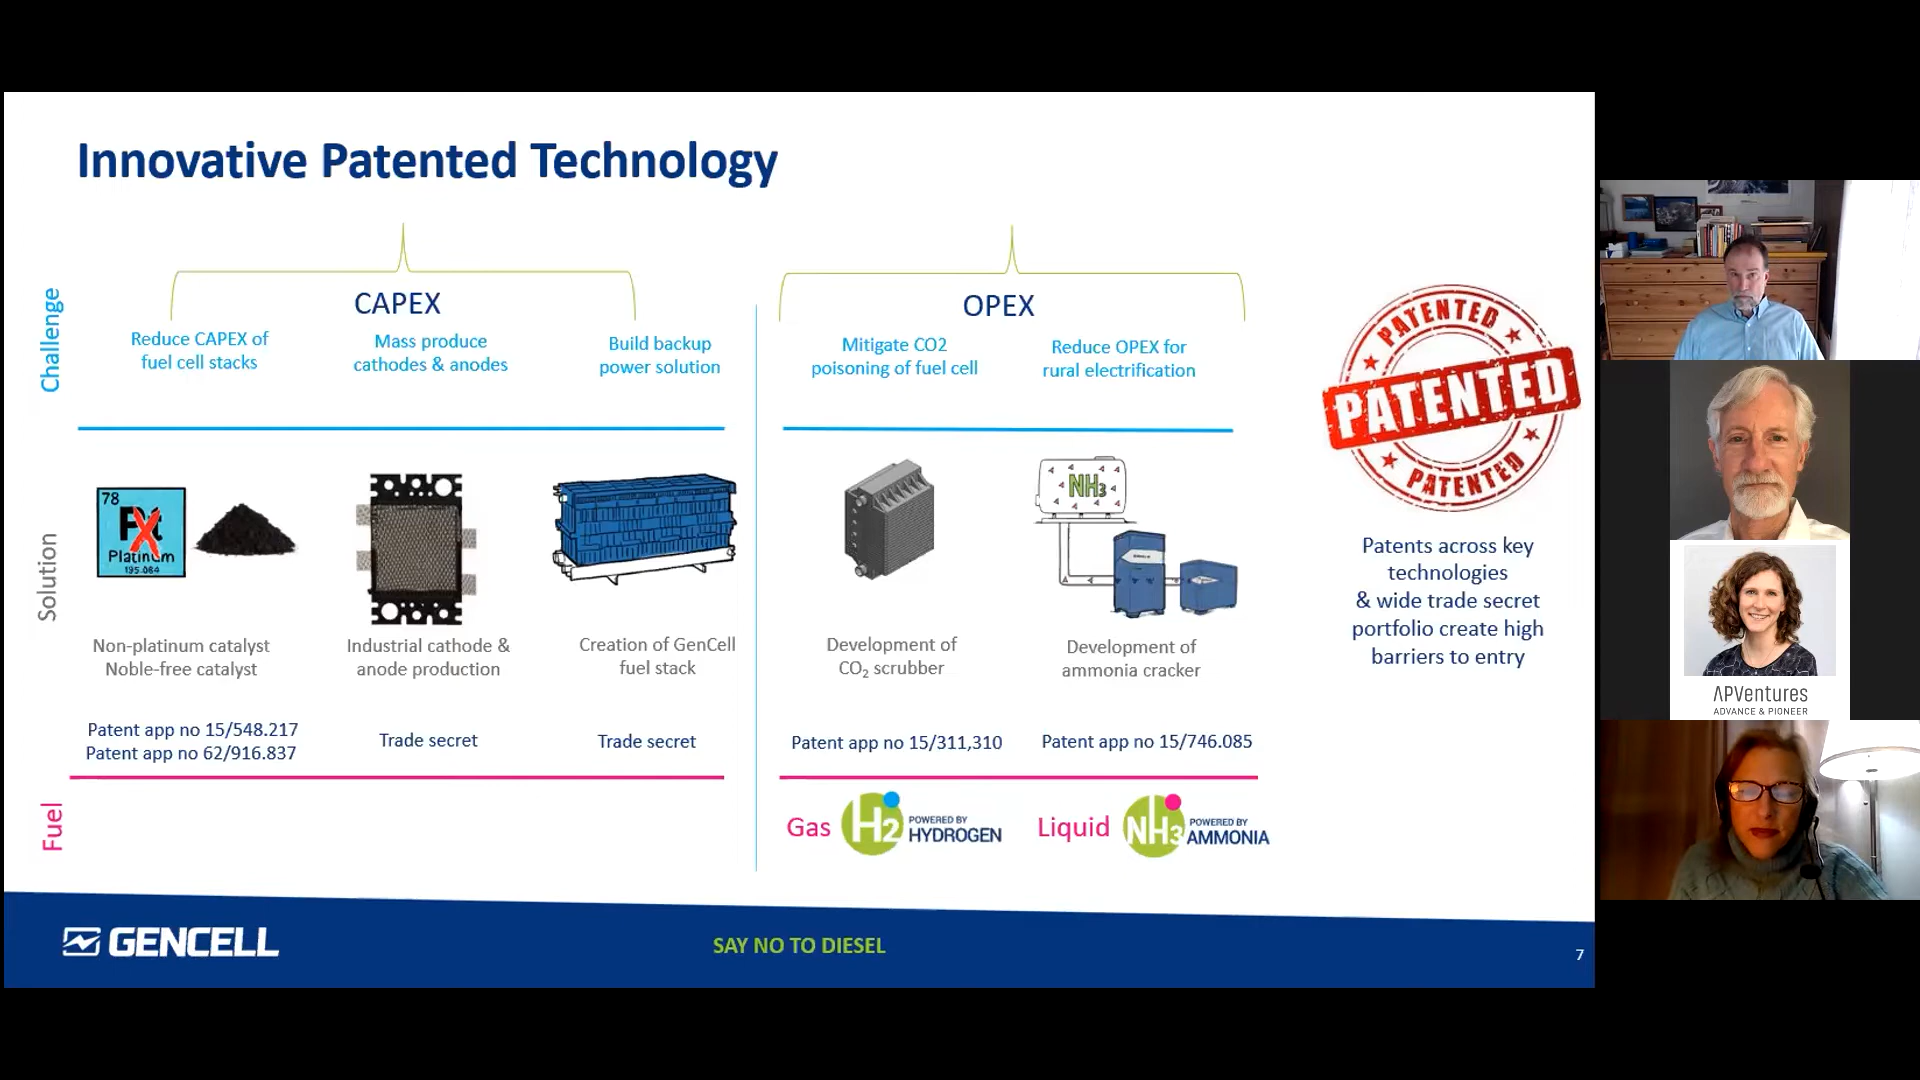 Innovative Patented Technology
Challenge
CAPEX
Reduce CAPEX of
fuel cell stacks
Mass produce
cathodes & anodes
Build backup
power solution
OPEX
Mitigate CO2
poisoning of fuel cell
Reduce OPEX for
rural electrification
Solution
78
Pt
Platinum
195.084
NH3
Non-platinum catalyst
Noble-free catalyst
Industrial cathode &
anode production
Creation of GenCell
fuel stack
Development of
CO₂ scrubber
Development of
ammonia cracker
Patent app no 15/548.217
Patent app no 62/916.837
Trade secret
Trade secret
Patent app no 15/311,310
Patent app no 15/746.085
Fuel
Gas
H2
POWERED BY
HYDROGEN
Liquid
NH3
POWERED BY
AMMONIA
PATENTED
PATENTED
PATENTED
Patents across key
technologies
& wide trade secret
portfolio create high
barriers to entry
GENCELL
SAY NO TO DIESEL
7
APVentures
ADVANCE & PIONEER